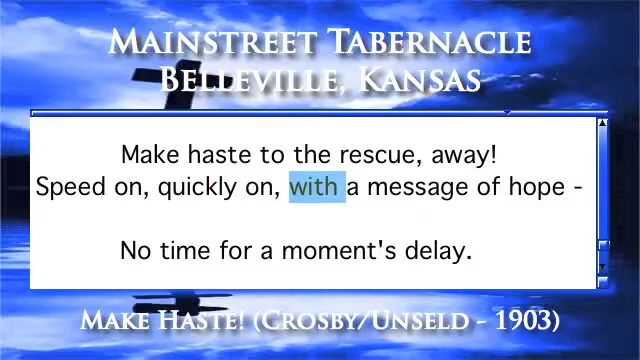 MAINSTREET TABERNACLE
BELLEVILLE, KANSAS
Make haste to the rescue, away!
Speed on, quickly on, with a message of hope -
No time for a moment's delay.
MAKE HASTE! (CROSBY/UNSELD - 1903)